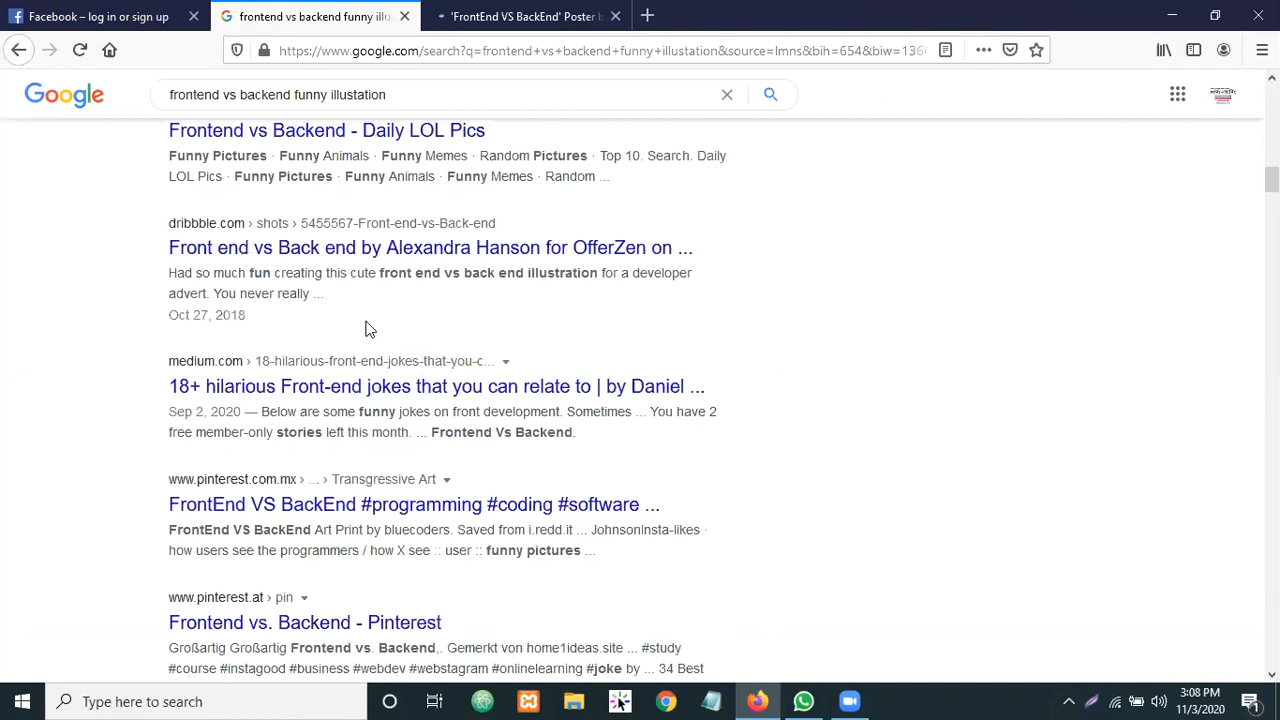 Facebook – log in or sign up
frontend vs backend funny illu
'FrontEnd VS BackEnd' Poster b
https://www.google.com/search?q=frontend+vs+backend+funny+illustation&source=lmns&bih=654&biw=136
Google
frontend vs backend funny illustation
Frontend vs Backend - Daily LOL Pics
Funny Pictures · Funny Animals · Funny Memes · Random Pictures · Top 10. Search. Daily
LOL Pics · Funny Pictures · Funny Animals · Funny Memes · Random ...
dribbble.com › shots › 5455567-Front-end-vs-Back-end
Front end vs Back end by Alexandra Hanson for OfferZen on ...
Had so much fun creating this cute front end vs back end illustration for a developer
advert. You never really ...
Oct 27, 2018
medium.com › 18-hilarious-front-end-jokes-that-you-c...
18+ hilarious Front-end jokes that you can relate to | by Daniel ...
Sep 2, 2020 — Below are some funny jokes on front development. Sometimes ... You have 2
free member-only stories left this month. ... Frontend Vs Backend.
www.pinterest.com.mx › ... › Transgressive Art
FrontEnd VS BackEnd #programming #coding #software ...
FrontEnd VS BackEnd Art Print by bluecoders. Saved from i.redd.it ... JohnsonInsta-likes ·
how users see the programmers / how X see :: user :: funny pictures ...
www.pinterest.at › pin
Frontend vs. Backend - Pinterest
Großartig Großartig Frontend vs. Backend,. Gemerkt von home1ideas.site ... #study
#course #instagood #business #webdev #webstagram #onlinelearning #joke by ... 34 Best
Type here to search
3:08 PM
11/3/2020
1